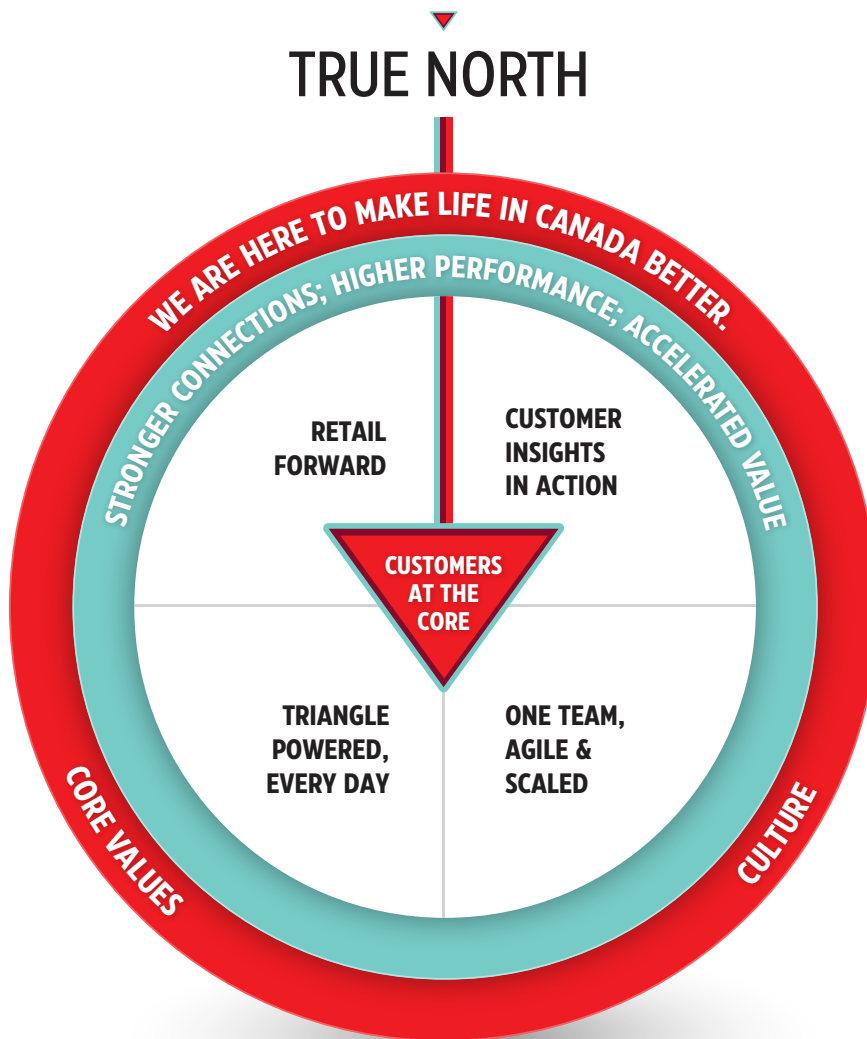 TRUE NORTH
WE ARE HERE TO MAKE LIFE IN CANADA BETTER.
STRONGER CONNECTIONS; HIGHER PERFORMANCE; ACCELERATED VALUE
RETAIL
FORWARD
CUSTOMER
INSIGHTS
IN ACTION
CUSTOMERS
AT THE
CORE
TRIANGLE
POWERED,
EVERY DAY
ONE TEAM,
AGILE &
SCALED
CORE VALUES
CULTURE